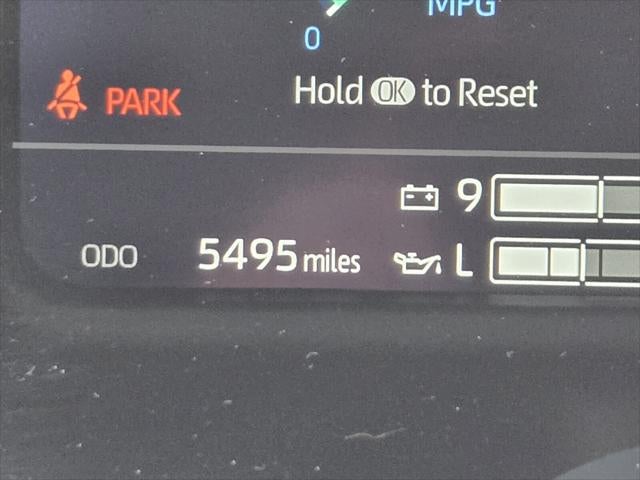 MPG
0
Hold OK to Reset
PARK
9
ODO 5495 miles L